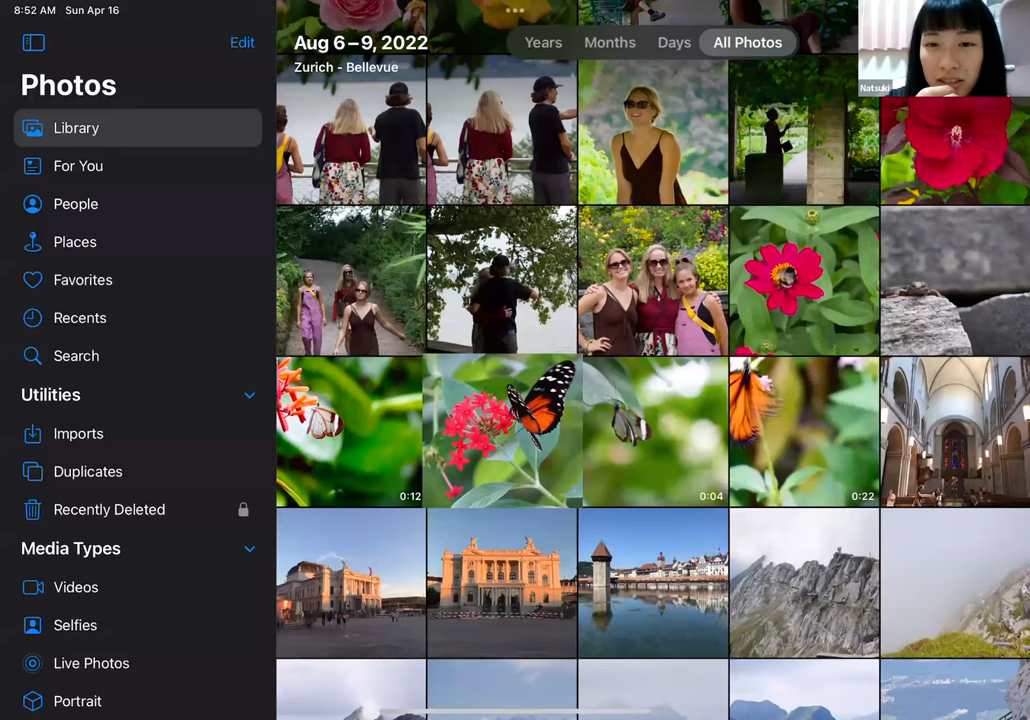 8:52 AM Sun Apr 16
Edit
Photos
Library
For You
People
Places
Favorites
Recents
Search
Utilities
Imports
Duplicates
Recently Deleted
Media Types
Videos
Selfies
Live Photos
Portrait
Aug 6–9, 2022
Zurich - Bellevue
Years Months Days All Photos
Natsuki
0:12
0:04
0:22